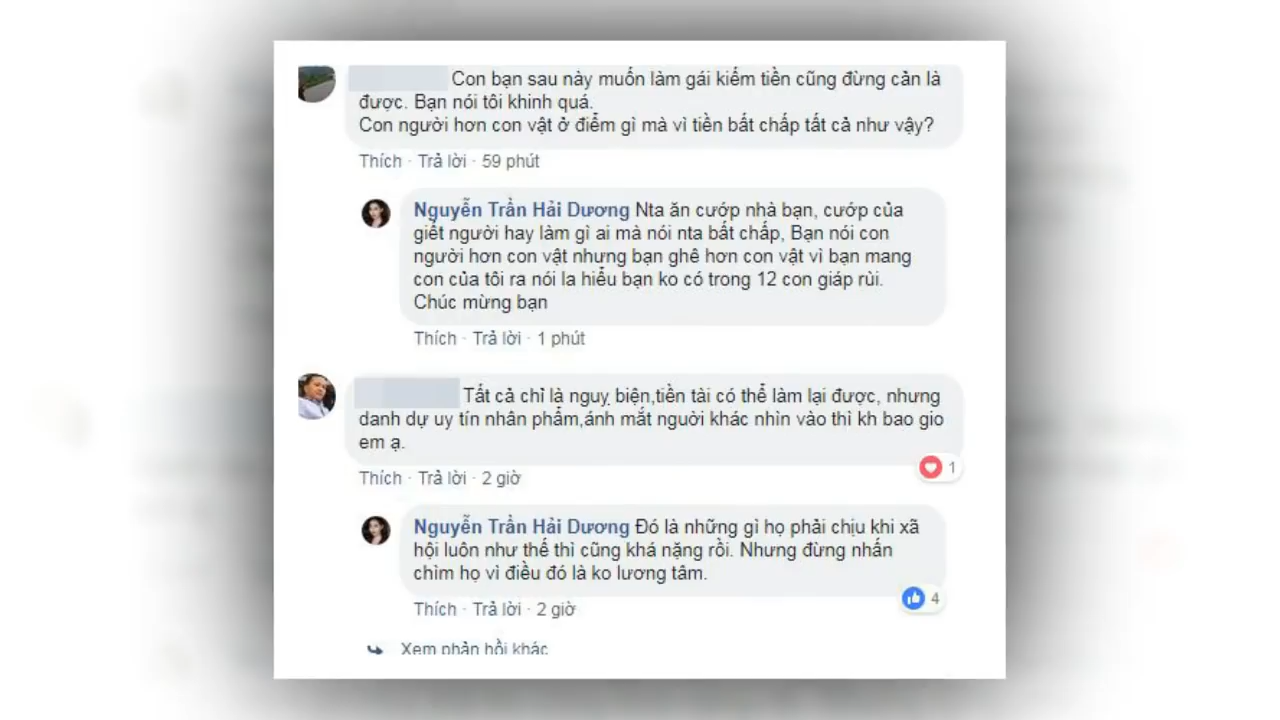 Con bạn sau này muốn làm gái kiếm tiền cũng đừng cản là
được. Bạn nói tôi khinh quá.
Con người hơn con vật ở điểm gì mà vì tiền bất chấp tất cả như vậy?
Thích · Trả lời · 59 phút
Nguyễn Trần Hải Dương Nta ăn cướp nhà bạn, cướp của
giết người hay làm gì ai mà nói nta bất chấp, Bạn nói con
người hơn con vật nhưng bạn ghê hơn con vật vì bạn mang
con của tôi ra nói la hiểu bạn ko có trong 12 con giáp rùi.
Chúc mừng bạn
Thích · Trả lời · 1 phút
Tất cả chỉ là nguỵ biện,tiền tài có thể làm lại được, nhưng
danh dự uy tín nhân phẩm,ánh mắt nguời khác nhìn vào thì kh bao gio
em ạ.
1
Thích · Trả lời · 2 giờ
Nguyễn Trần Hải Dương Đó là những gì họ phải chịu khi xã
hội luôn như thế thì cũng khá nặng rồi. Nhưng đừng nhấn
chìm họ vì điều đó là ko lương tâm.
4
Thích · Trả lời · 2 giờ
Xem phản hồi khác